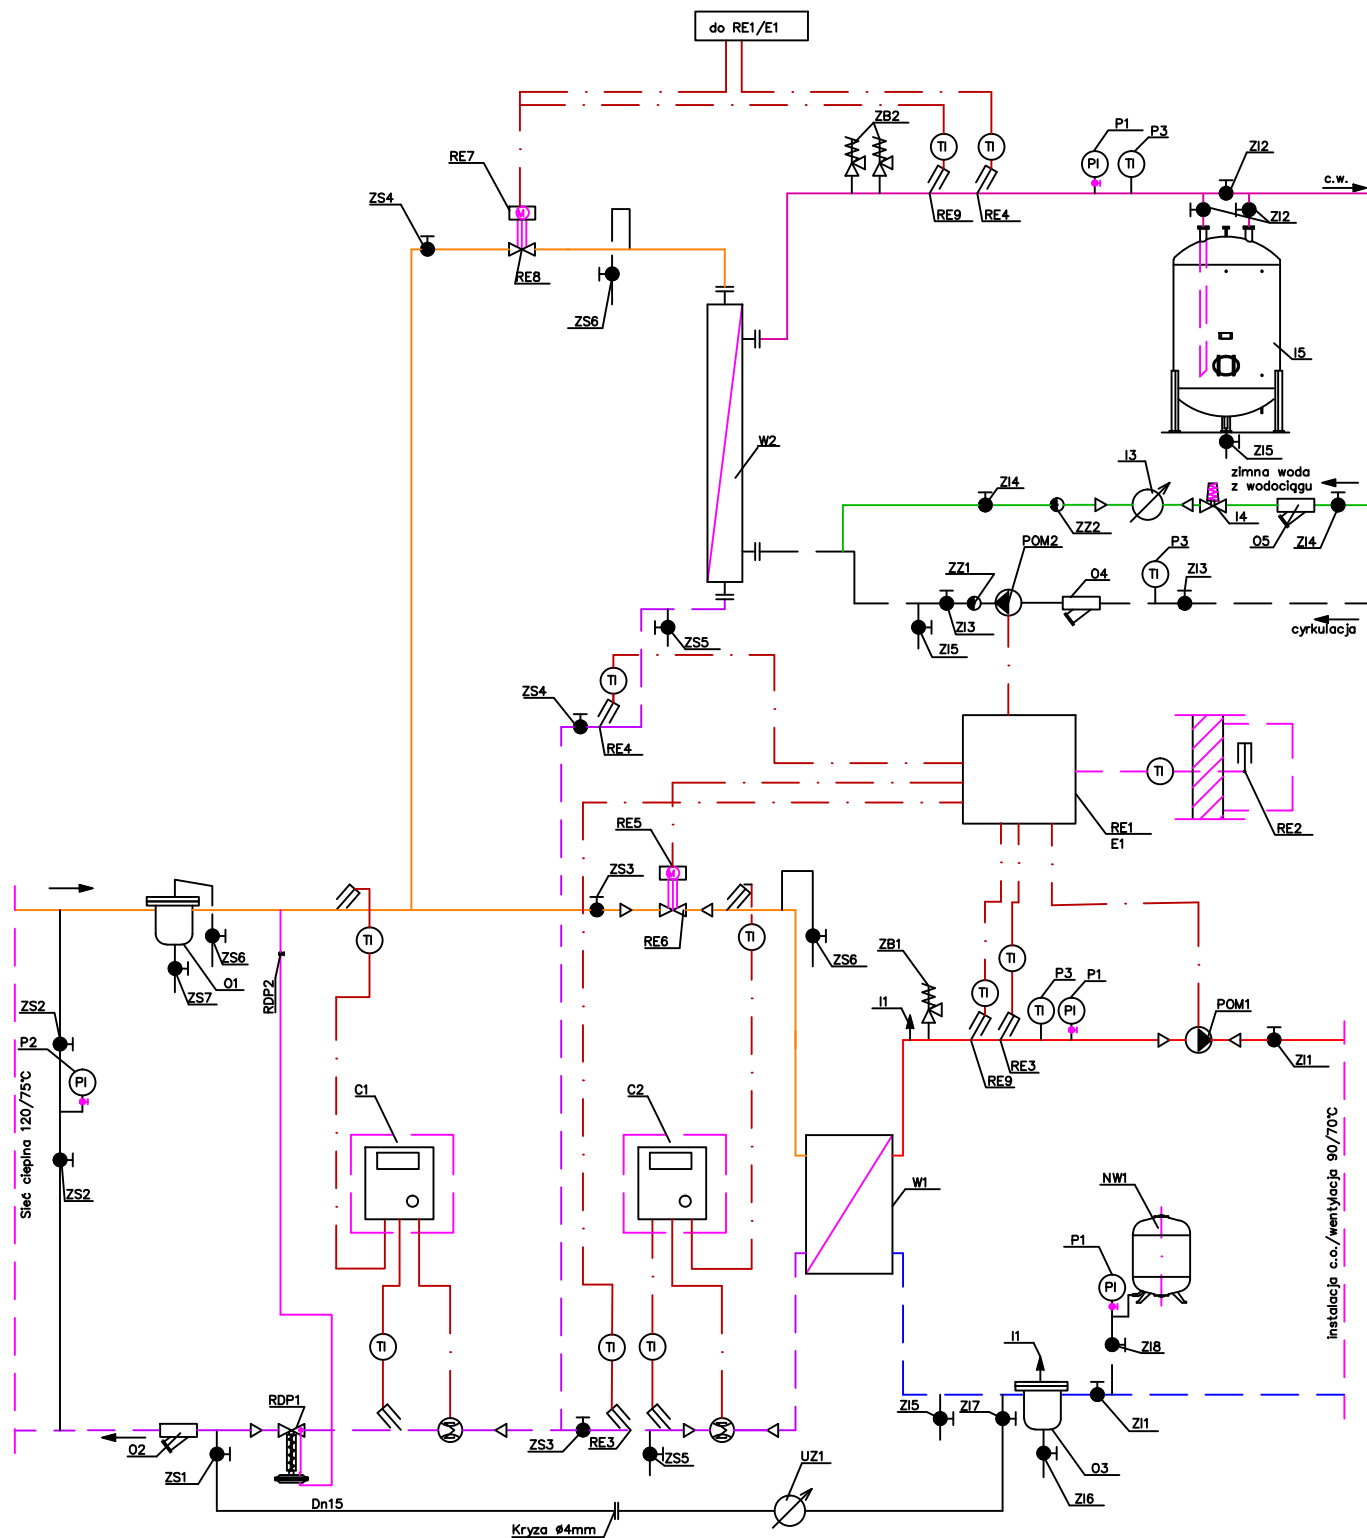 do RE1/E1
ZB2
P1
P3
TI
TI
PI
TI
ZI2
c.w.
RE7
ZS4
M
RE9
RE4
ZI2
RE8
ZS6
I5
W2
ZI5
I3
zimna woda
z wodociągu
ZI4
ZZ2
I4
O5
ZI4
POM2
P3
ZZ1
O4
TI
ZI3
ZI3
cyrkulacja
ZS5
ZI5
TI
ZS4
RE4
TI
RE5
RE1
E1
RE2
ZS3
M
TI
RE6
TI
ZS6
ZS6
ZS7
O1
RDP2
ZB1
TI
P3
P1
TI
I1
TI
PI
POM1
ZS2
P2
PI
RE3
RE9
ZI1
Sieć cieplna 120/75°C
C1
C2
instalacja c.o./wentylacja 90/70°C
ZS2
W1
NW1
P1
PI
TI
TI
TI
I1
ZI8
RDP1
O2
ZS1
ZS3
RE3
ZS5
ZI5
ZI7
ZI1
UZ1
O3
ZI6
Dn15
Kryza Ø4mm